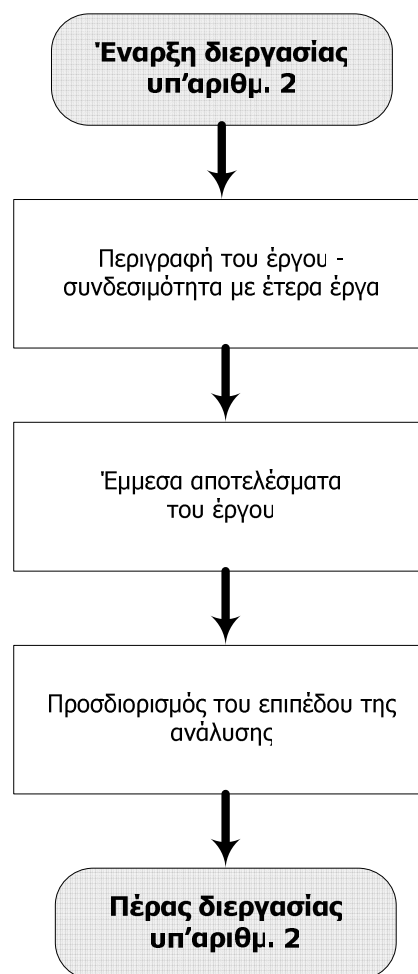 Έναρξη διεργασίας
υπ'αριθμ. 2
Περιγραφή του έργου -
συνδεσιμότητα με έτερα έργα
Έμμεσα αποτελέσματα
του έργου
Προσδιορισμός του επιπέδου της
ανάλυσης
Πέρας διεργασίας
υπ'αριθμ. 2